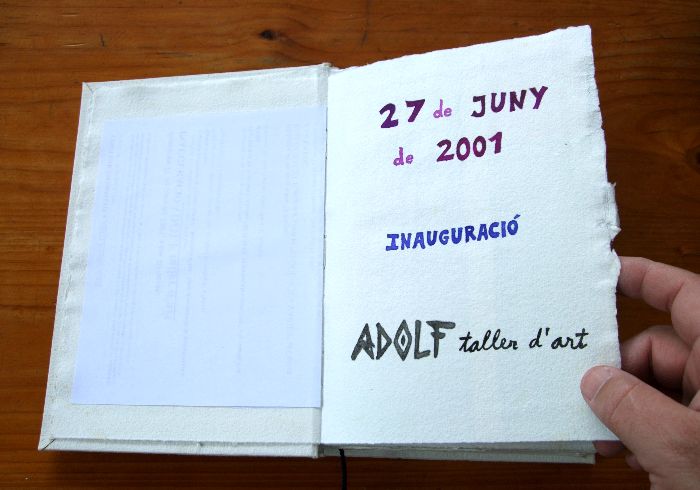 27 de JUNY
de 2001
INAUGURACIÓ
ADOLF taller d'art